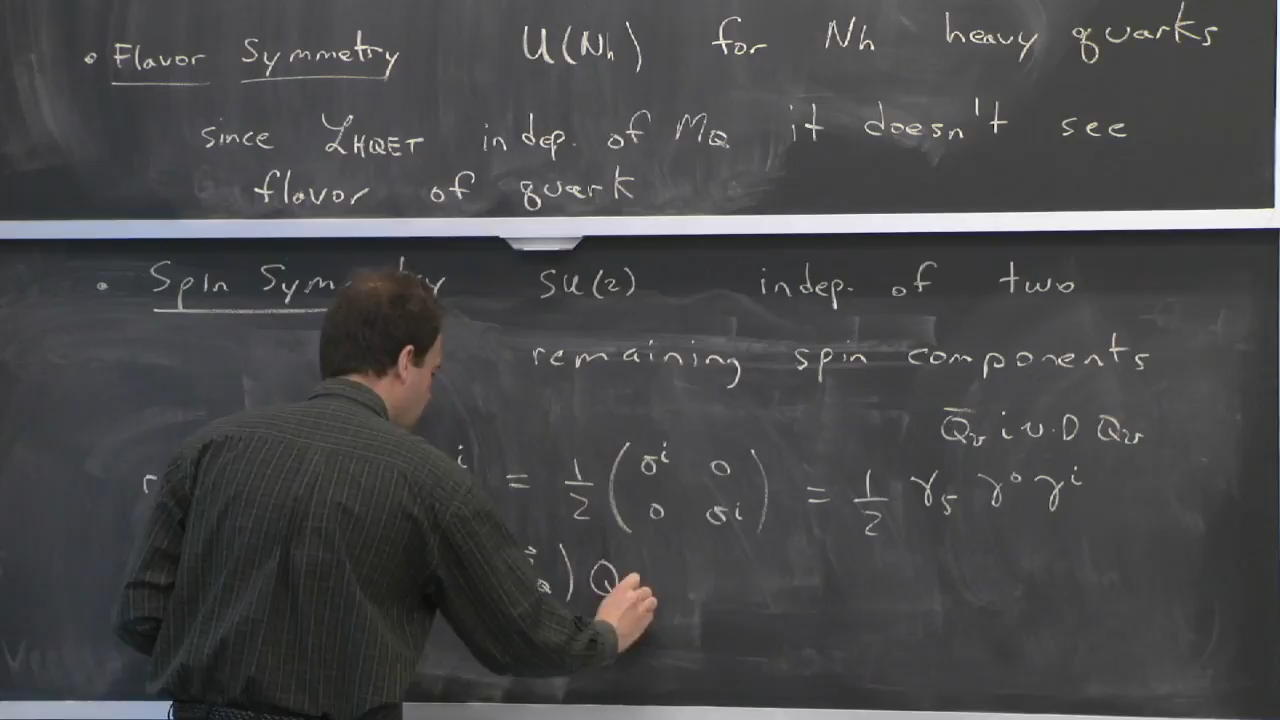 • Flavor Symmetry U(Nh) for Nh heavy quarks
since ℒHQET indep. of MQ it doesn't see
flavor of quark
• Spin Sym y SU(2) indep. of two
remaining spin components
Q̄v i v·D Qv
r i = 1/2 (σⁱ 0 / 0 σⁱ) = 1/2 γ5 γ⁰ γⁱ
Q ) Q